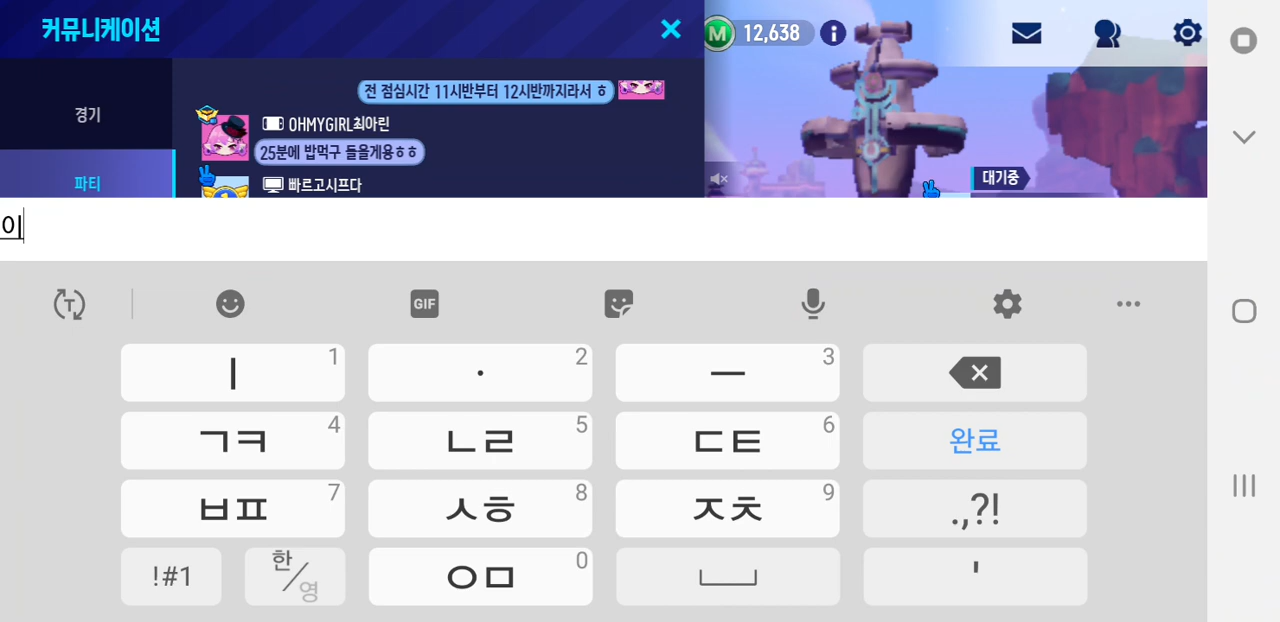 커뮤니케이션
M 12,638 i
경기
파티
전 점심시간 11시반부터 12시반까지라서 ㅎ
OHMYGIRL최아린
25분에 밥먹구 돌올게용ㅎㅎ
빠르고시프다
대기중
이
T
GIF
ㅣ 1
· 2
ㅡ 3
ㄱㅋ 4
ㄴㄹ 5
ㄷㅌ 6
완료
ㅂㅍ 7
ㅅㅎ 8
ㅈㅊ 9
.,?!
!#1
한/영
ㅇㅁ 0
'